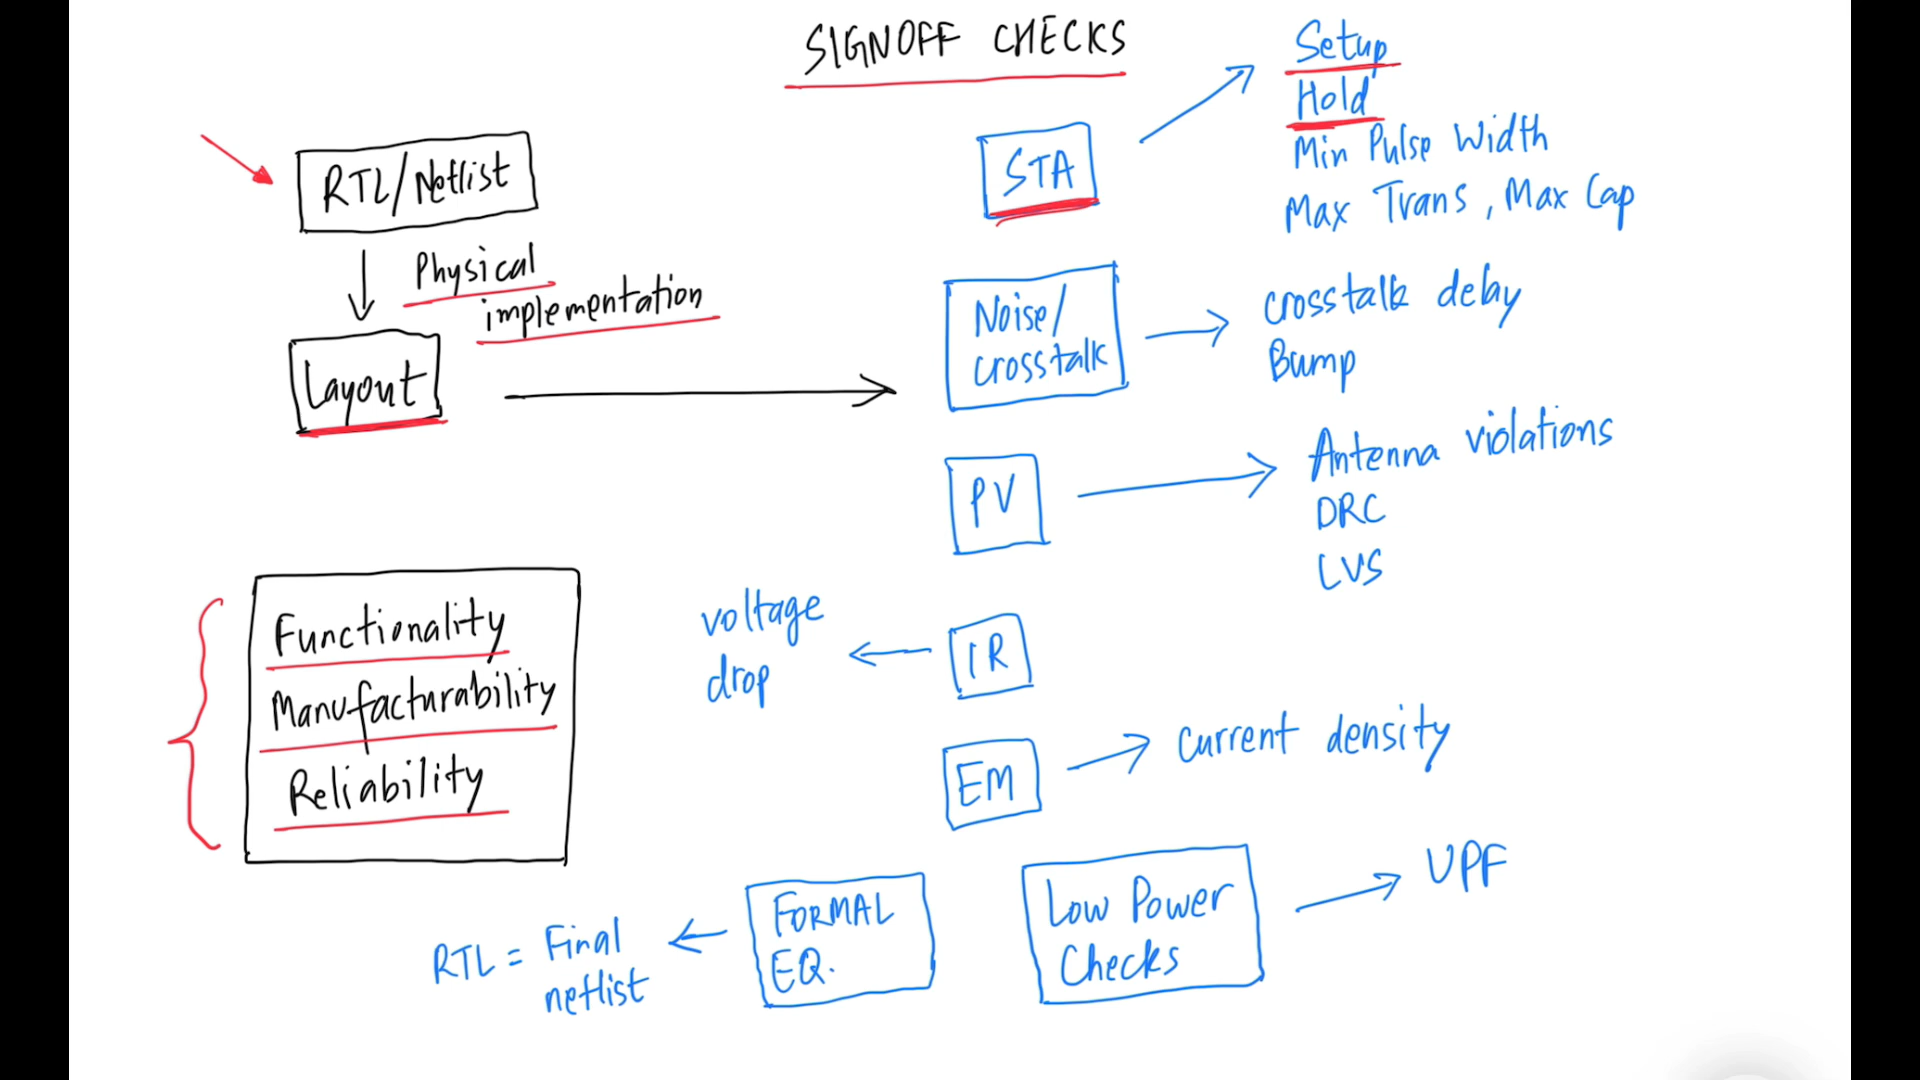 SIGNOFF CHECKS
RTL/Netlist
Physical
implementation
Layout
Functionality
Manufacturability
Reliability
STA
Setup
Hold
Min Pulse Width
Max Trans, Max Cap
Noise/
crosstalk
crosstalk delay
Bump
PV
Antenna violations
DRC
LVS
IR
voltage
drop
EM
Current density
FORMAL
EQ.
RTL = Final
netlist
Low Power
Checks
UPF